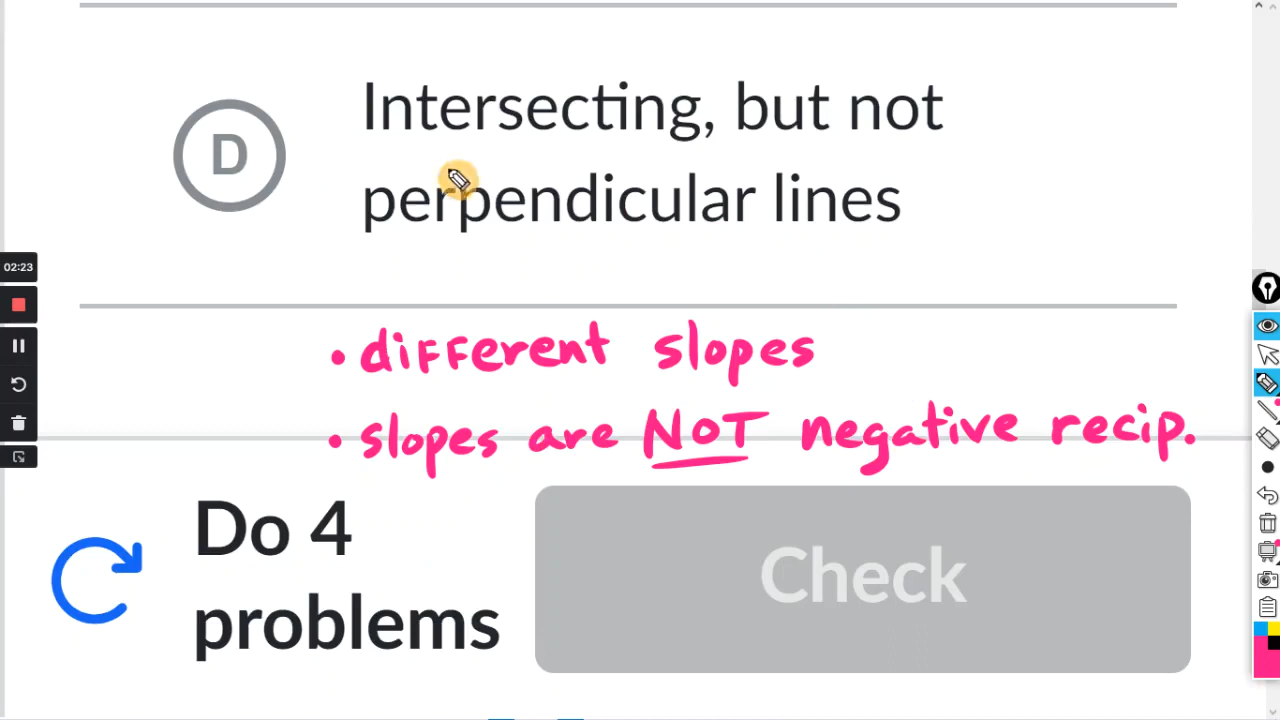 D
Intersecting, but not
perpendicular lines
02:23
• different slopes
• slopes are NOT negative recip.
Do 4
problems
Check